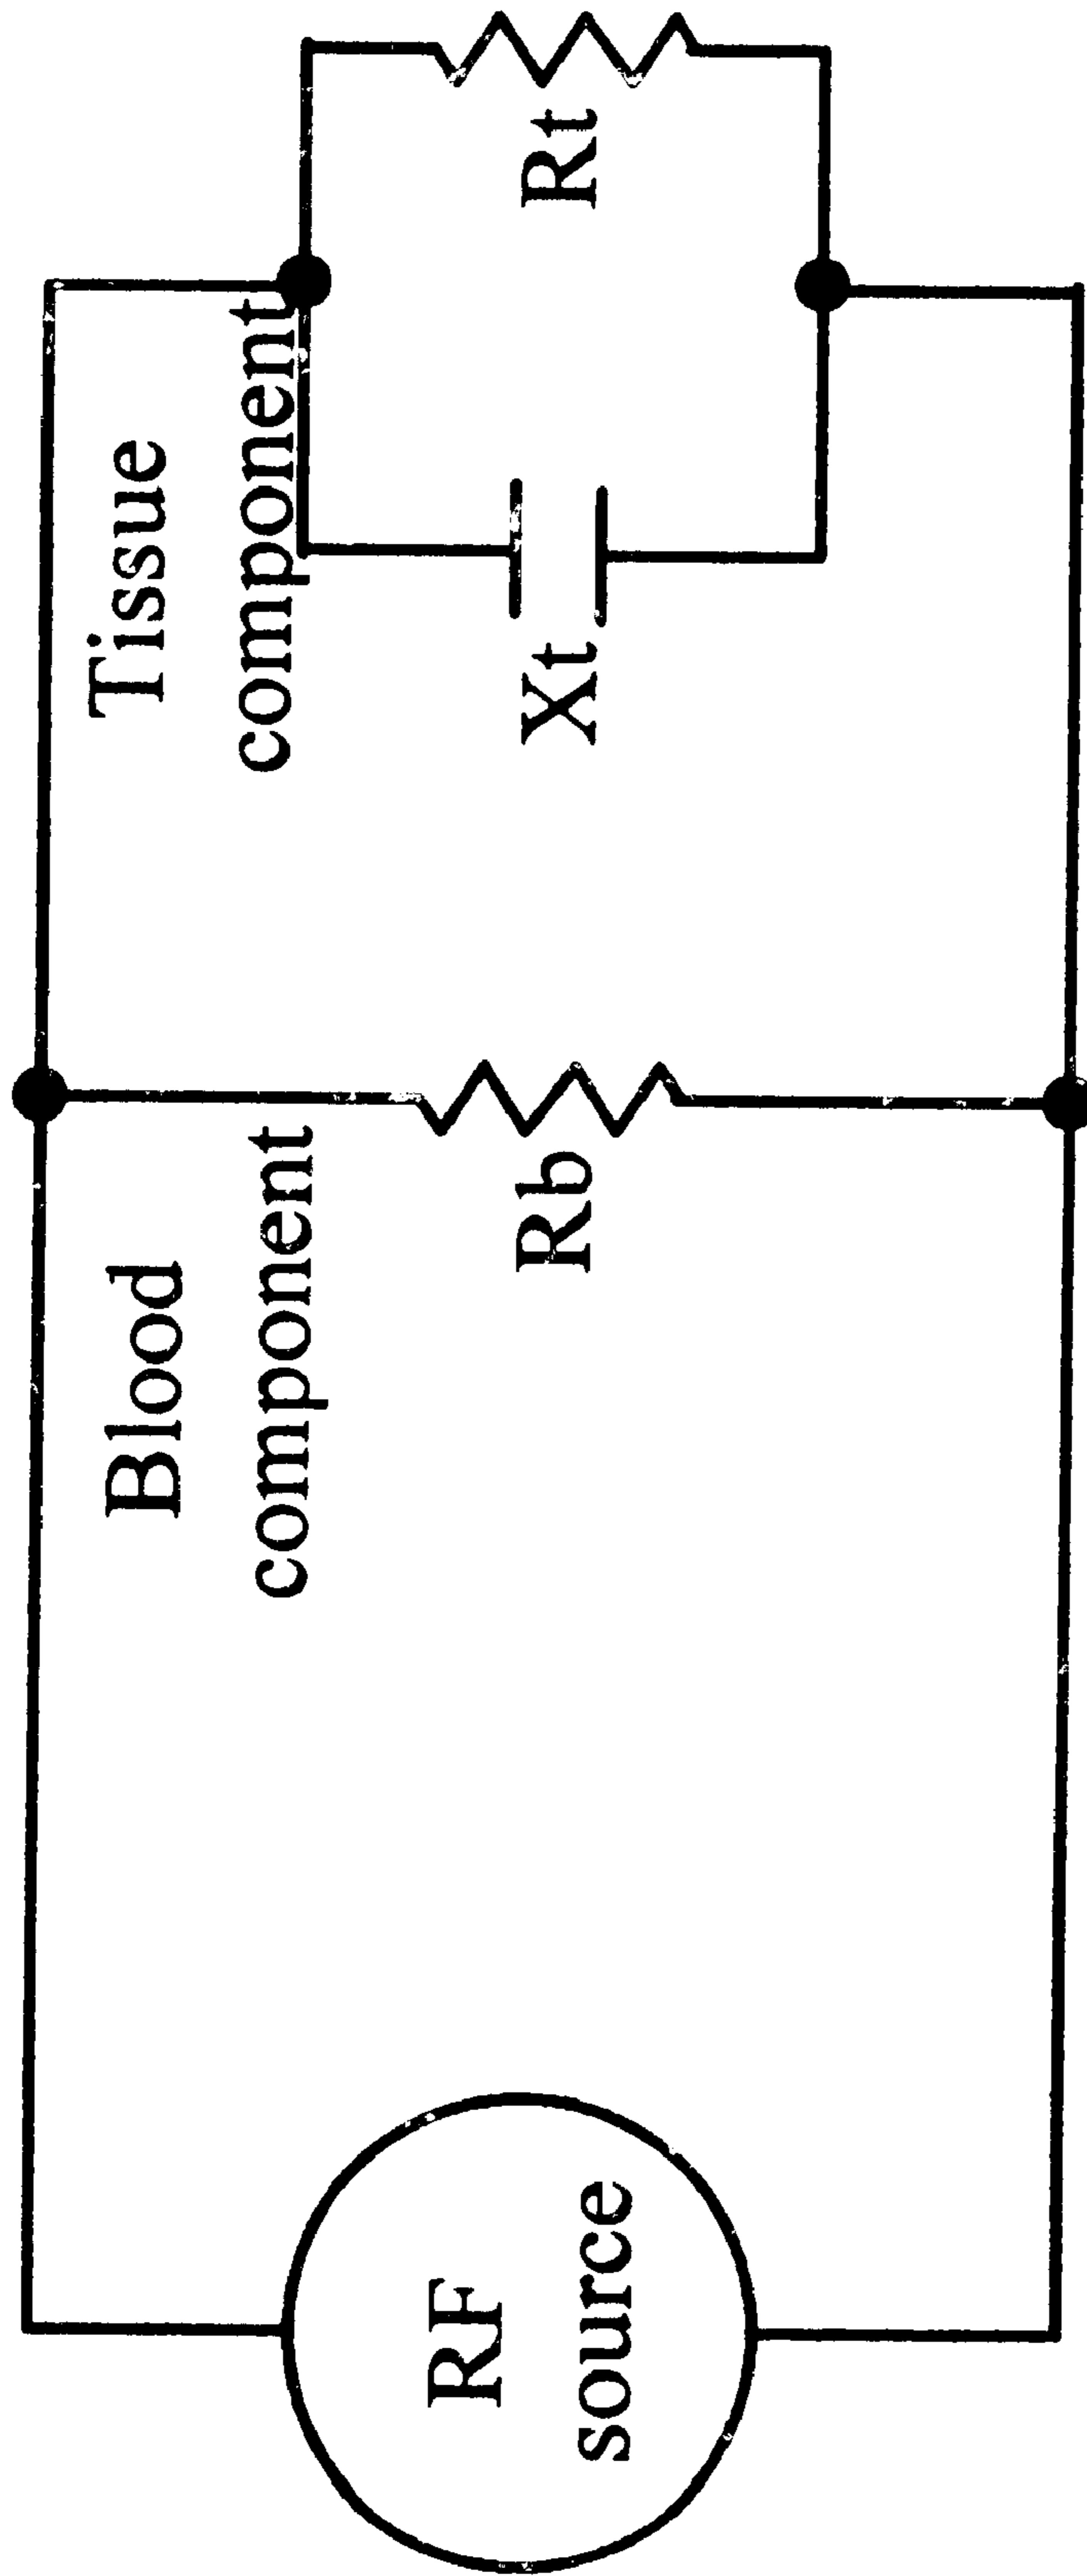 RF
source
Blood
component
Rb
Tissue
component
Xt
Rt